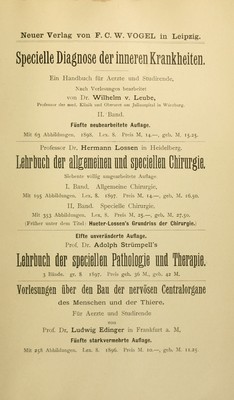 Neuer Verlag von F. C. W. VOGEL in Leipzig.
Specielle Diagnose der inneren Krankheiten.
Ein Handbuch für Aerzte und Studirende,
Nach Vorlesungen bearbeitet
von Dr. Wilhelm v. Leube,
Professor der med. Klinik und Oberarzt am Juliusspital in Würzburg.
II. Band.
Fünfte neubearbeitete Auflage.
Mit 63 Abbildungen. 1898. Lex. 8. Preis M. 14.—, geb. M. 15.25.
Professor Dr. Hermann Lossen in Heidelberg.
Lehrbuch der allgemeinen und speciellen Chirurgie.
Siebente völlig umgearbeitete Auflage.
I. Band. Allgemeine Chirurgie.
Mit 195 Abbildungen. Lex. 8. 1897. Preis M. 14.—, geb. M. 16.50.
II. Band. Specielle Chirurgie.
Mit 353 Abbildungen. Lex. 8. Preis M. 25.—, geb. M. 27.50.
(Früher unter dem Titel: Hueter-Lossen's Grundriss der Chirurgie.)
Elfte unveränderte Auflage.
Prof. Dr. Adolph Strümpell's
Lehrbuch der speciellen Pathologie und Therapie.
3 Bände. gr. 8. 1897. Preis geh. 36 M., geb. 42 M.
Vorlesungen über den Bau der nervösen Centralorgane
des Menschen und der Thiere.
Für Aerzte und Studirende
von
Prof. Dr. Ludwig Edinger in Frankfurt a. M.
Fünfte starkvermehrte Auflage.
Mit 258 Abbildungen. Lex. 8. 1896. Preis M. 10.—, geb. M. 11.25.